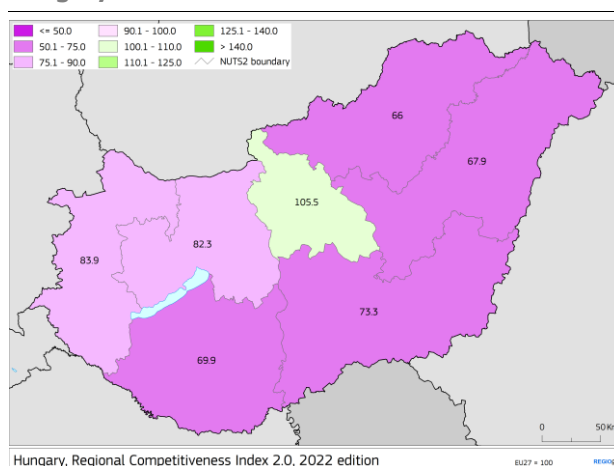 <= 50.0 90.1 - 100.0 125.1 - 140.0
50.1 - 75.0 100.1 - 110.0 > 140.0
75.1 - 90.0 110.1 - 125.0 NUTS2 boundary
66
67.9
105.5
82.3
83.9
73.3
69.9
0 50
Hungary, Regional Competitiveness Index 2.0, 2022 edition
EU27 = 100